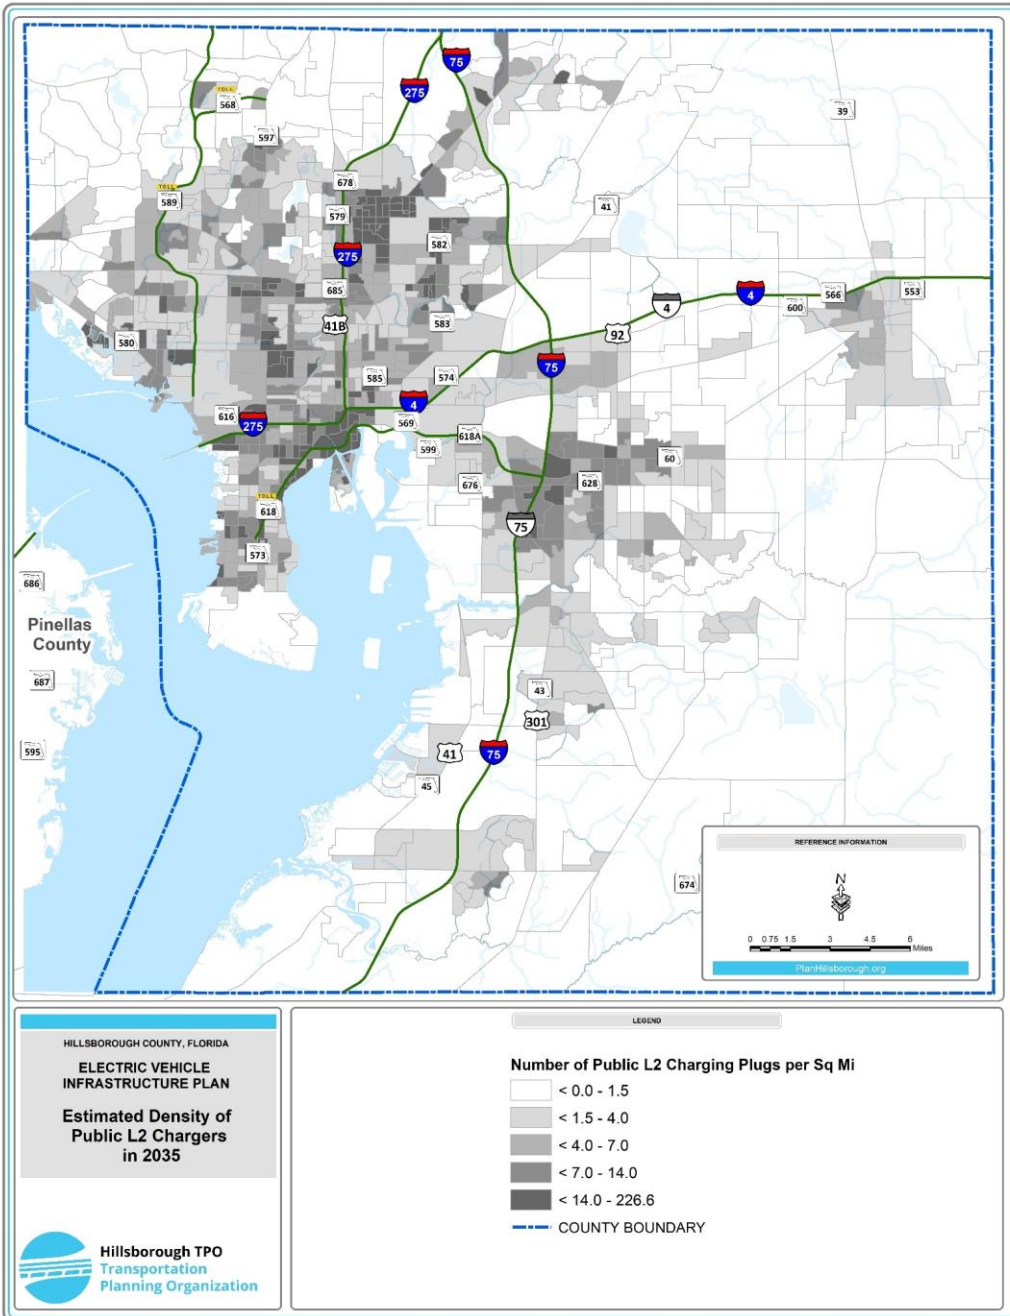 75
275
TOLL
568
39
597
678
TOLL
589
41
579
582
275
685
4
566
553
4
600
41B
583
92
580
75
585
574
4
616
275
569
618A
599
60
676
628
TOLL
618
75
573
686
Pinellas
County
687
43
301
595
41
75
45
REFERENCE INFORMATION
674
N
0 0.75 1.5 3 4.5 6
Miles
PlanHillsborough.org
HILLSBOROUGH COUNTY, FLORIDA
ELECTRIC VEHICLE
INFRASTRUCTURE PLAN
Estimated Density of
Public L2 Chargers
in 2035
Hillsborough TPO
Transportation
Planning Organization
LEGEND
Number of Public L2 Charging Plugs per Sq Mi
< 0.0 - 1.5
< 1.5 - 4.0
< 4.0 - 7.0
< 7.0 - 14.0
< 14.0 - 226.6
COUNTY BOUNDARY